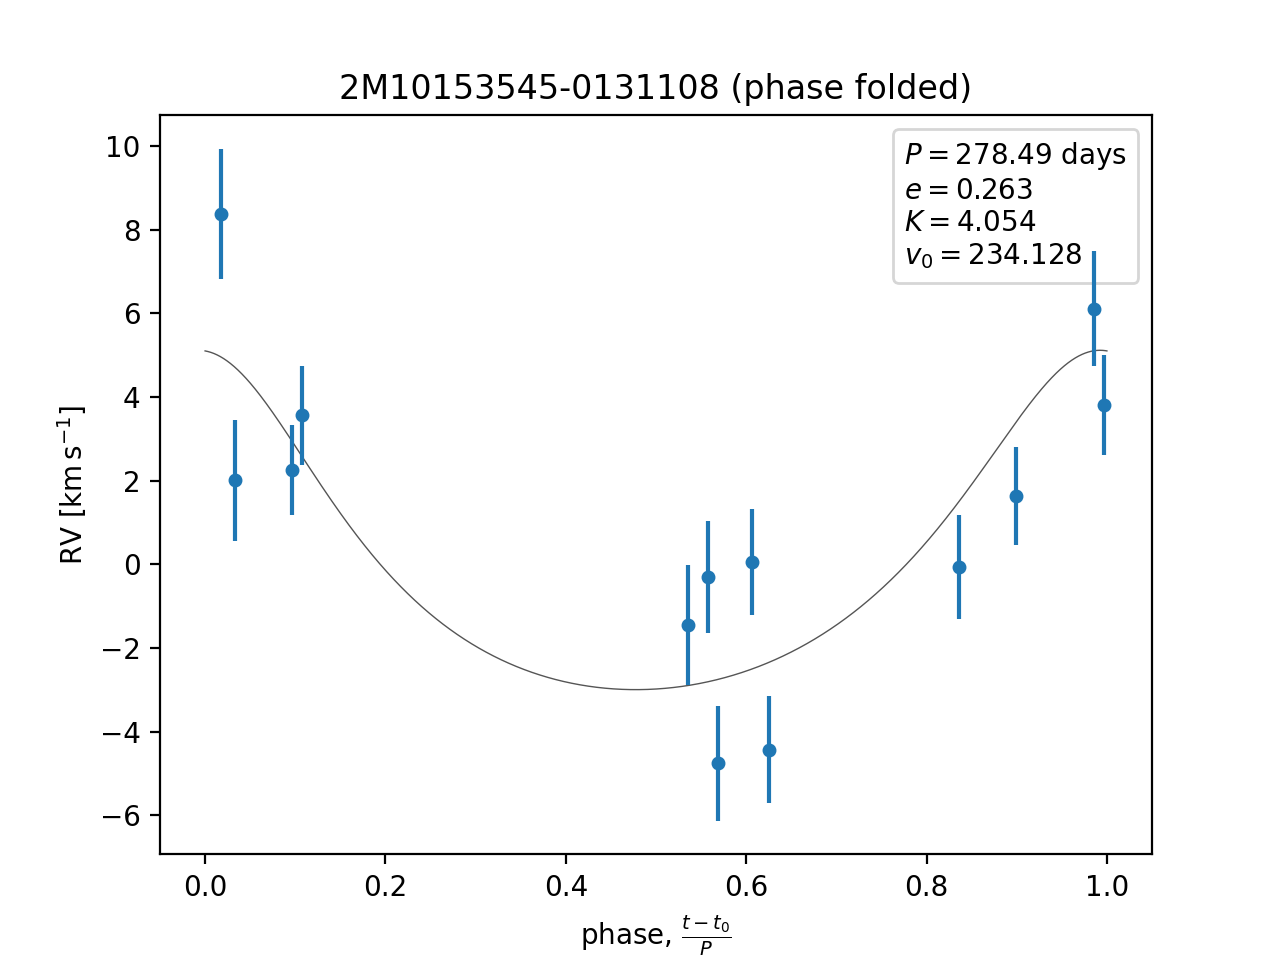 2M10153545-0131108 (phase folded)
P = 278.49 days
e = 0.263
K = 4.054
v₀ = 234.128
RV [km s⁻¹]
10
8
6
4
2
0
−2
−4
−6
0.0 0.2 0.4 0.6 0.8 1.0
phase, (t − t₀)/P